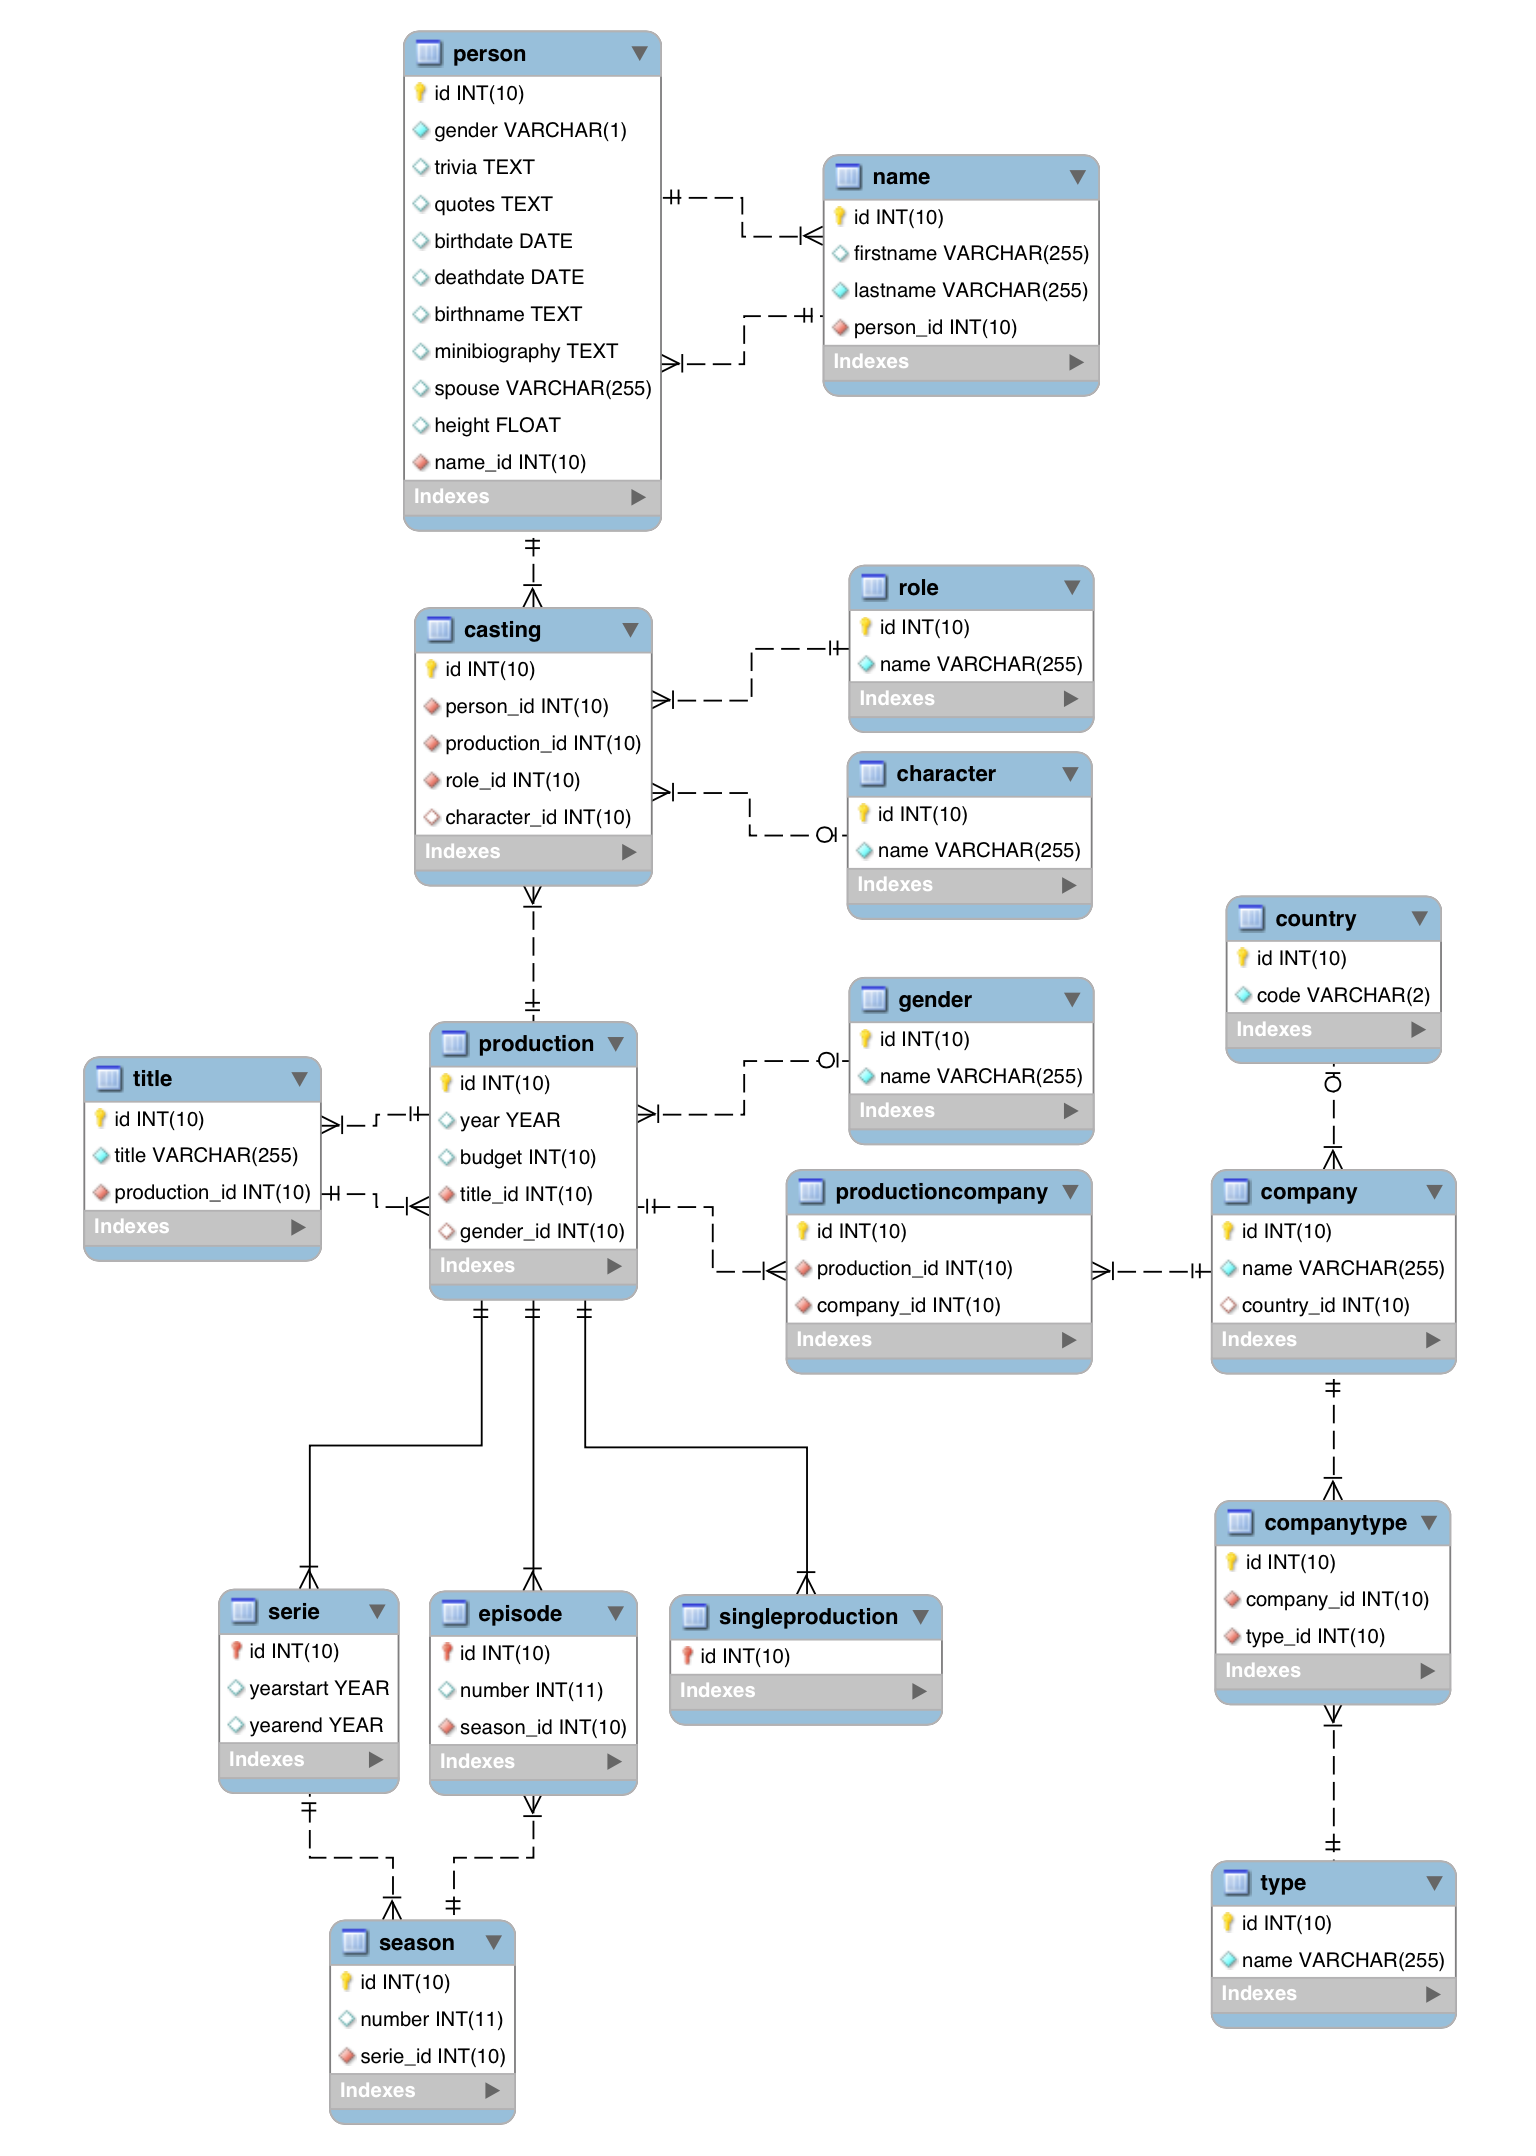 person
id INT(10)
gender VARCHAR(1)
trivia TEXT
quotes TEXT
birthdate DATE
deathdate DATE
birthname TEXT
minibiography TEXT
spouse VARCHAR(255)
height FLOAT
name_id INT(10)
Indexes
name
id INT(10)
firstname VARCHAR(255)
lastname VARCHAR(255)
person_id INT(10)
Indexes
casting
id INT(10)
person_id INT(10)
production_id INT(10)
role_id INT(10)
character_id INT(10)
Indexes
role
id INT(10)
name VARCHAR(255)
Indexes
character
id INT(10)
name VARCHAR(255)
Indexes
country
id INT(10)
code VARCHAR(2)
Indexes
gender
id INT(10)
name VARCHAR(255)
Indexes
title
id INT(10)
title VARCHAR(255)
production_id INT(10)
Indexes
production
id INT(10)
year YEAR
budget INT(10)
title_id INT(10)
gender_id INT(10)
Indexes
productioncompany
id INT(10)
production_id INT(10)
company_id INT(10)
Indexes
company
id INT(10)
name VARCHAR(255)
country_id INT(10)
Indexes
serie
id INT(10)
yearstart YEAR
yearend YEAR
Indexes
episode
id INT(10)
number INT(11)
season_id INT(10)
Indexes
singleproduction
id INT(10)
Indexes
companytype
id INT(10)
company_id INT(10)
type_id INT(10)
Indexes
season
id INT(10)
number INT(11)
serie_id INT(10)
Indexes
type
id INT(10)
name VARCHAR(255)
Indexes